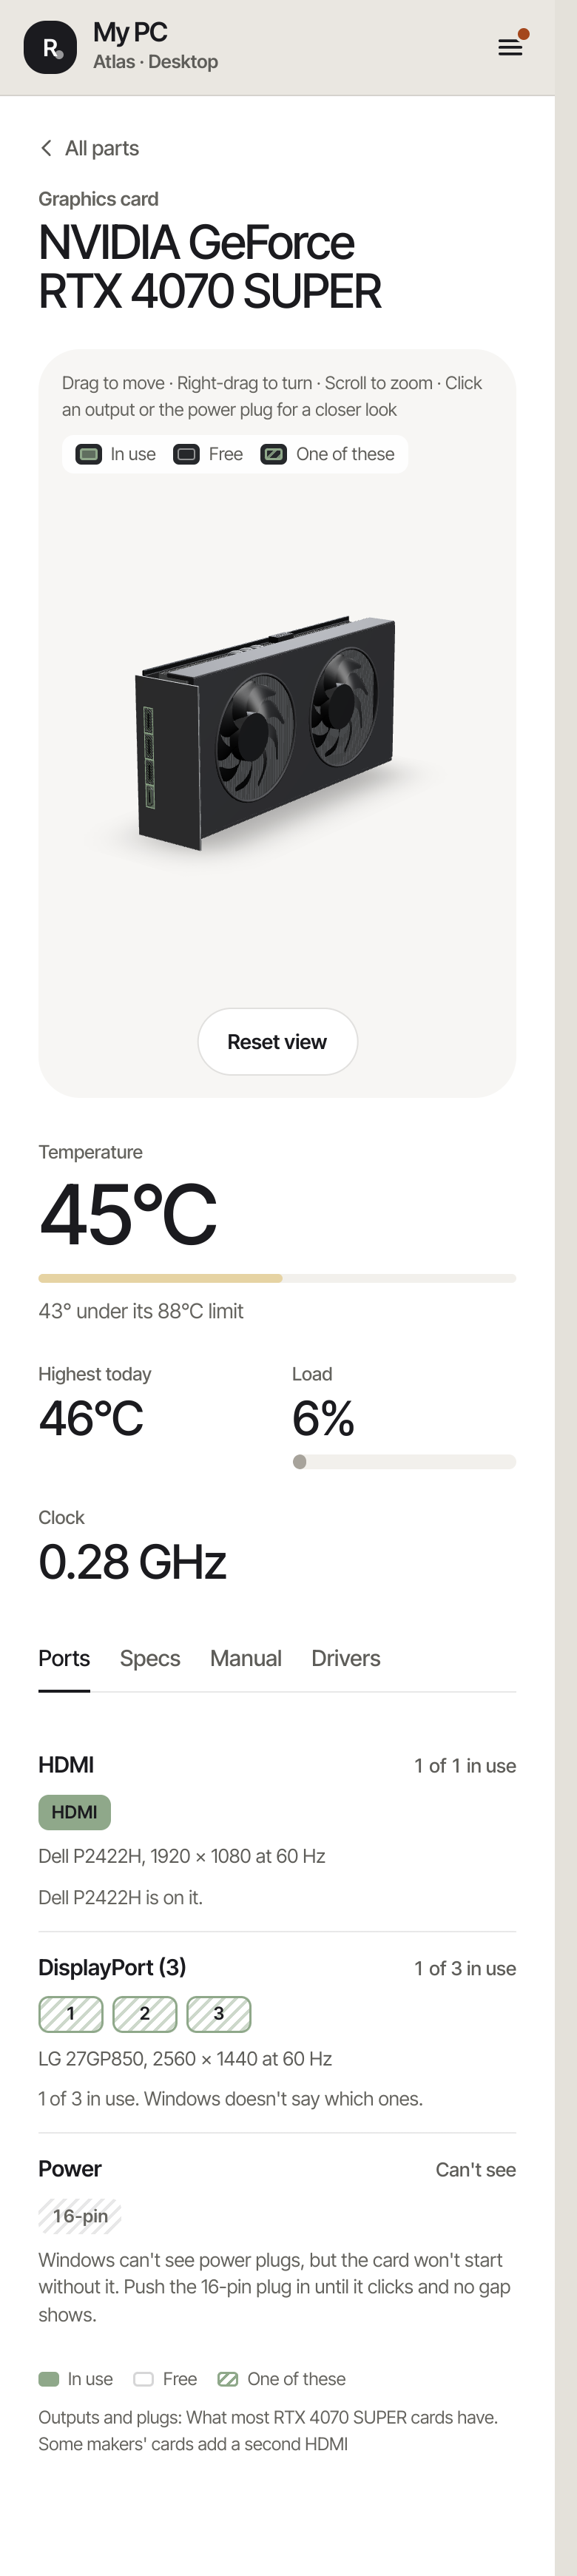 R
My PC
Atlas · Desktop
All parts
Graphics card
NVIDIA GeForce
RTX 4070 SUPER
Drag to move · Right-drag to turn · Scroll to zoom · Click
an output or the power plug for a closer look
In use Free One of these
Reset view
Temperature
45°C
43° under its 88°C limit
Highest today Load
46°C 6%
Clock
0.28 GHz
Ports Specs Manual Drivers
HDMI 1 of 1 in use
HDMI
Dell P2422H, 1920 × 1080 at 60 Hz
Dell P2422H is on it.
DisplayPort (3) 1 of 3 in use
1 2 3
LG 27GP850, 2560 × 1440 at 60 Hz
1 of 3 in use. Windows doesn't say which ones.
Power Can't see
16-pin
Windows can't see power plugs, but the card won't start
without it. Push the 16-pin plug in until it clicks and no gap
shows.
In use Free One of these
Outputs and plugs: What most RTX 4070 SUPER cards have.
Some makers' cards add a second HDMI